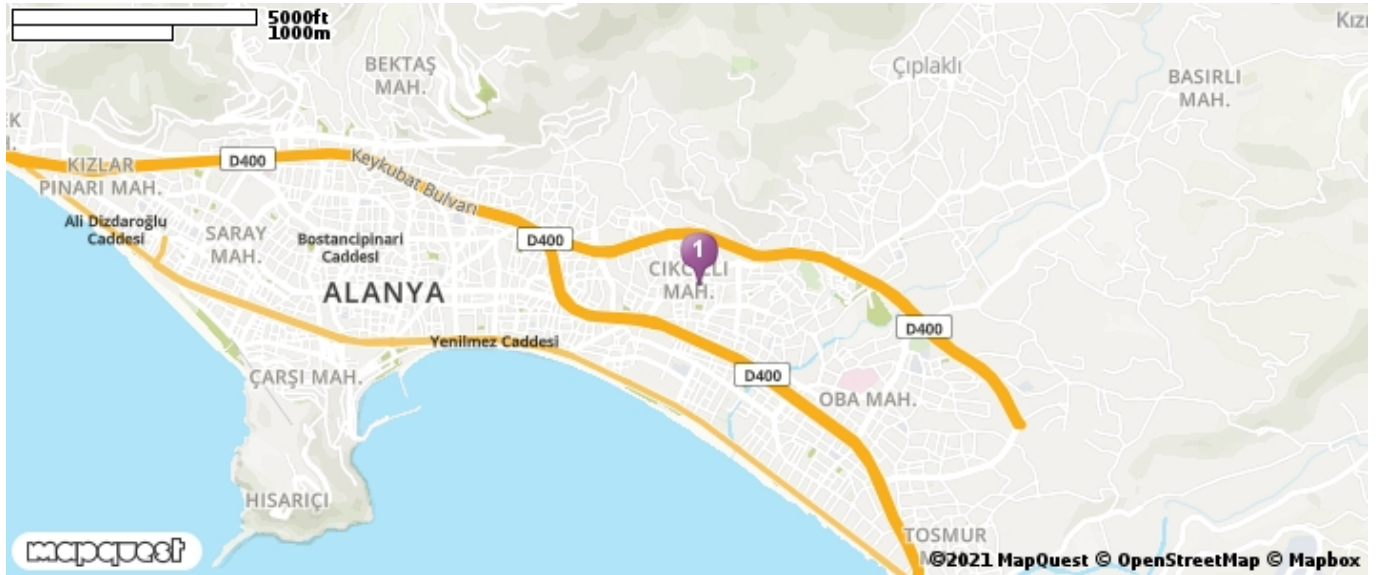 5000ft
1000m
BEKTAŞ
MAH.
Çıplaklı
BASIRLI
MAH.
D400
Keykubat Bulvarı
KIZLAR
PINARI MAH.
Ali Dizdaroğlu
Caddesi
SARAY
MAH.
Bostancipinari
Caddesi
D400
1
MAH.
ALANYA
D400
Yenilmez Caddesi
D400
ÇARŞI MAH.
OBA MAH.
HISARIÇI
TOSMUR
mapquest
©2021 MapQuest © OpenStreetMap © Mapbox